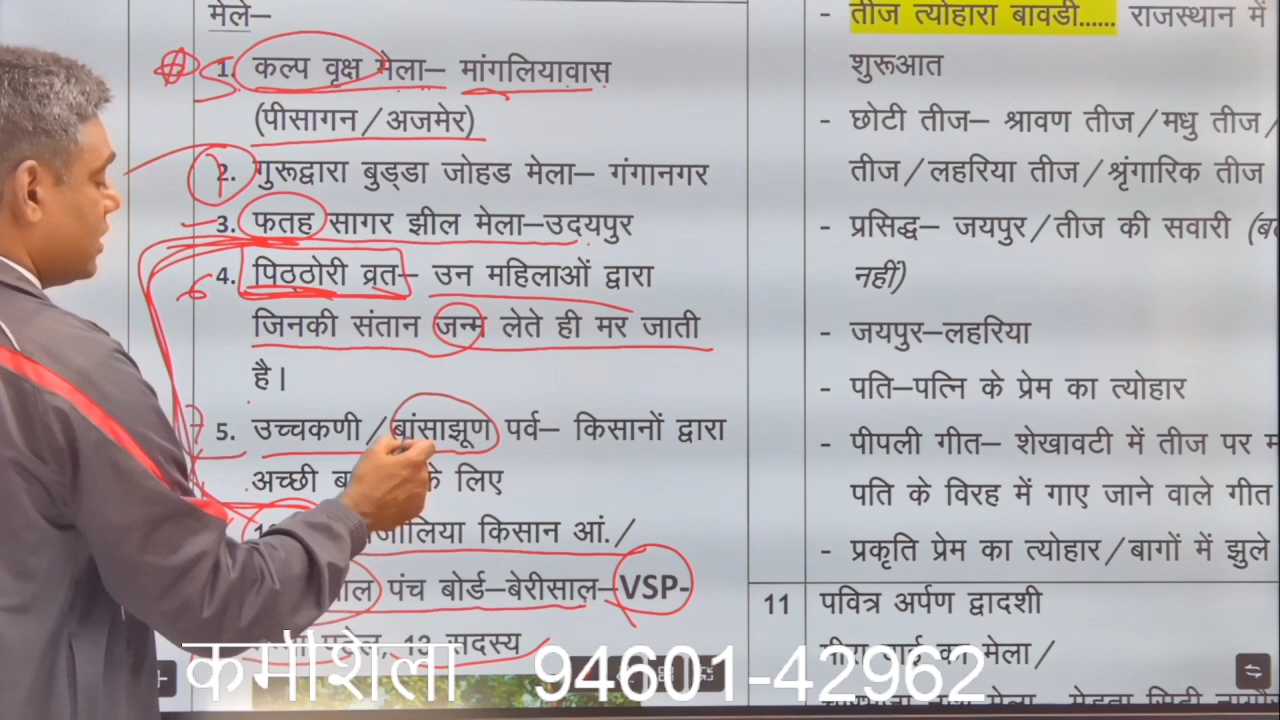 मेले–
1. कल्प वृक्ष मेला– मांगलियावास
(पीसागन/अजमेर)
2. गुरूद्वारा बुड्डा जोहड मेला– गंगानगर
3. फतह सागर झील मेला–उदयपुर
4. पिठठोरी व्रत– उन महिलाओं द्वारा
जिनकी संतान जन्म लेते ही मर जाती
है।
5. उच्चकणी/बांसाझूण पर्व– किसानों द्वारा
अच्छी के लिए
किसान आं./
पंच बोर्ड–बेरीसाल–VSP-
13 सदस्य
- तीज त्योहारा बावडी...... राजस्थान में
शुरूआत
- छोटी तीज– श्रावण तीज/मधु तीज/
तीज/लहरिया तीज/श्रृंगारिक तीज
- प्रसिद्ध– जयपुर/तीज की सवारी
नहीं)
- जयपुर–लहरिया
- पति–पत्नि के प्रेम का त्योहार
- पीपली गीत– शेखावटी में तीज पर
पति के विरह में गाए जाने वाले गीत
- प्रकृति प्रेम का त्योहार/बागों में झुले
11 पवित्र अर्पण द्वादशी
मीरा बाई का मेला/
कर्माशिला 94601-42962